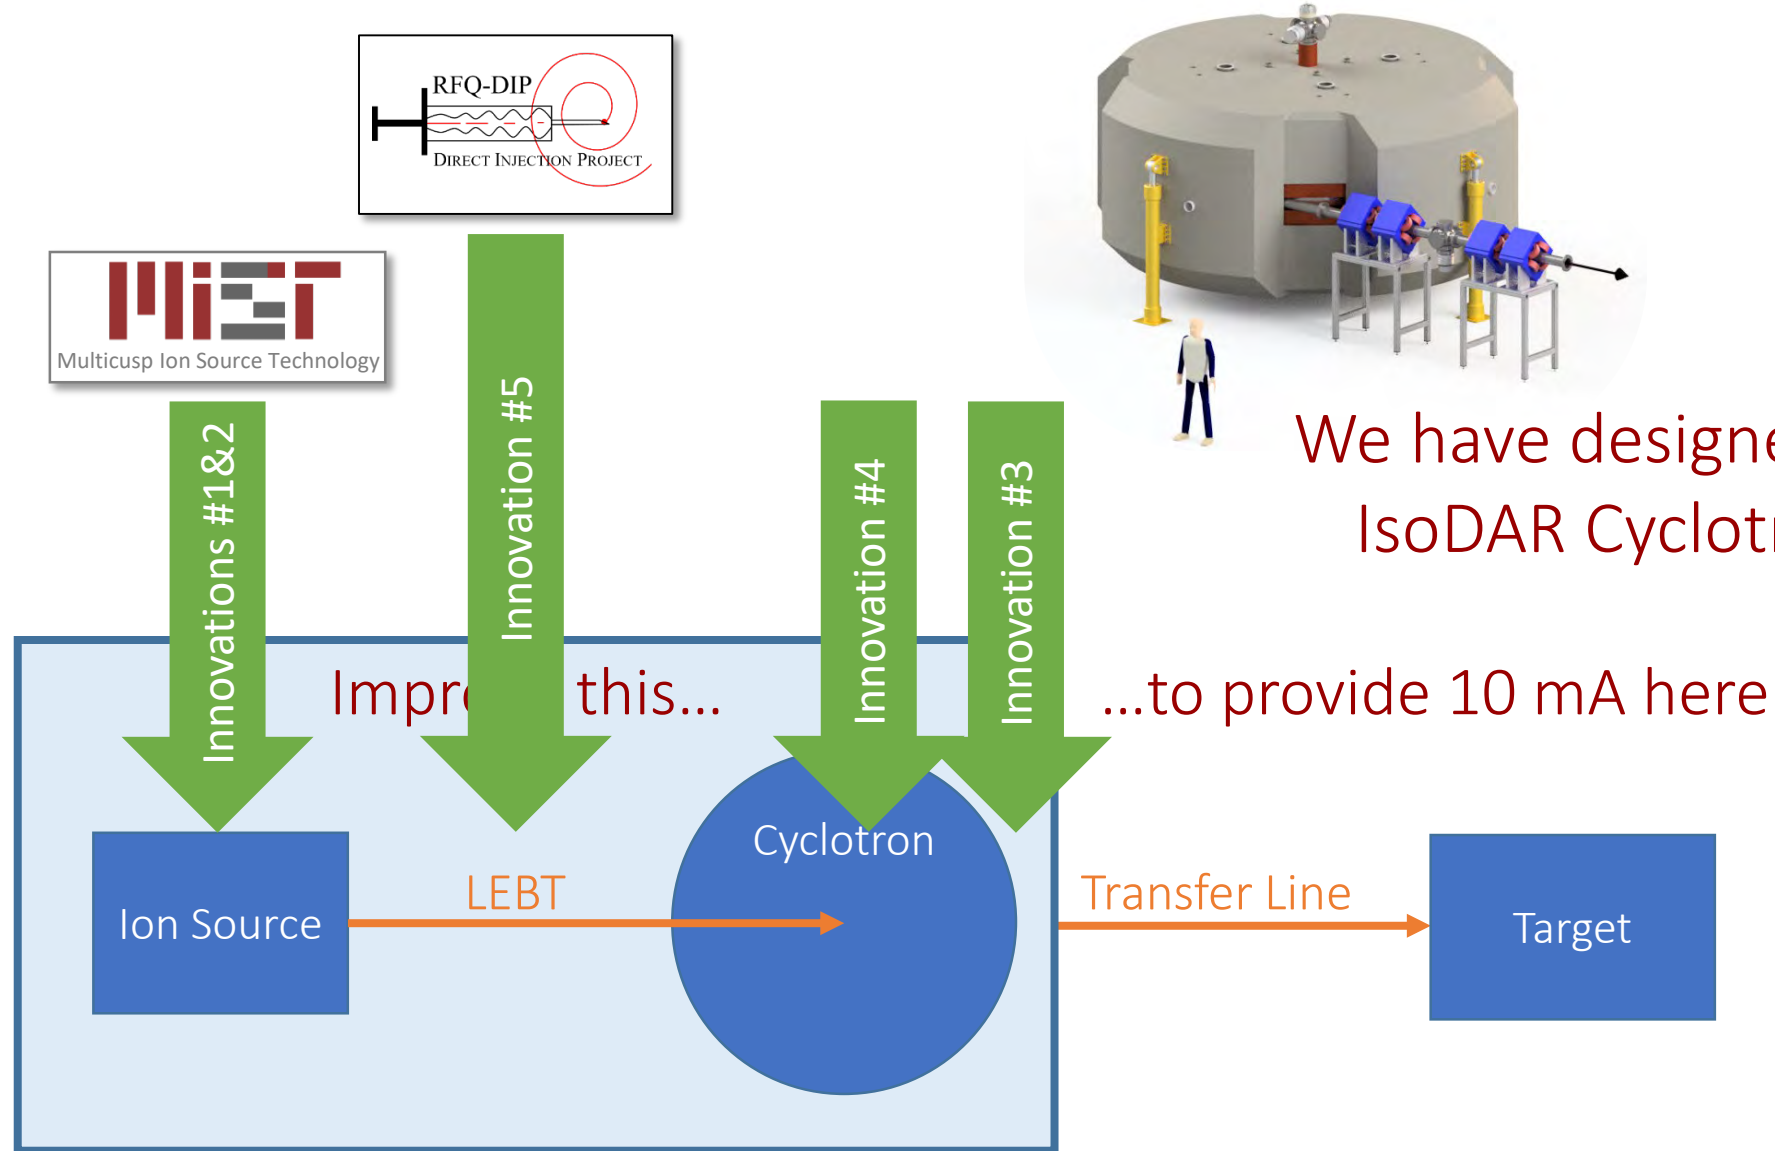 RFQ-DIP
DIRECT INJECTION PROJECT
MiST
Multicusp Ion Source Technology
Innovations #1&2
Innovation #5
Innovation #4
Innovation #3
We have designe
IsoDAR Cyclotr
Impro this...
...to provide 10 mA here
Cyclotron
LEBT
Ion Source
Transfer Line
Target